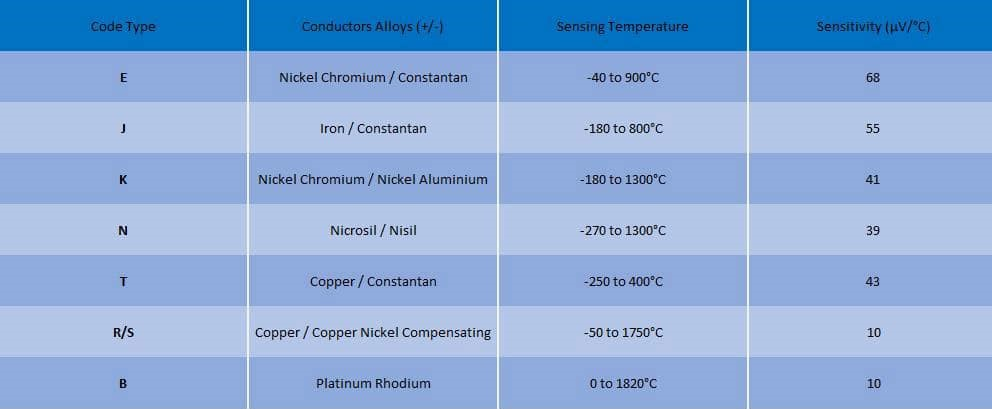 Code Type Conductors Alloys (+/-) Sensing Temperature Sensitivity (µV/°C)
E Nickel Chromium / Constantan -40 to 900°C 68
J Iron / Constantan -180 to 800°C 55
K Nickel Chromium / Nickel Aluminium -180 to 1300°C 41
N Nicrosil / Nisil -270 to 1300°C 39
T Copper / Constantan -250 to 400°C 43
R/S Copper / Copper Nickel Compensating -50 to 1750°C 10
B Platinum Rhodium 0 to 1820°C 10